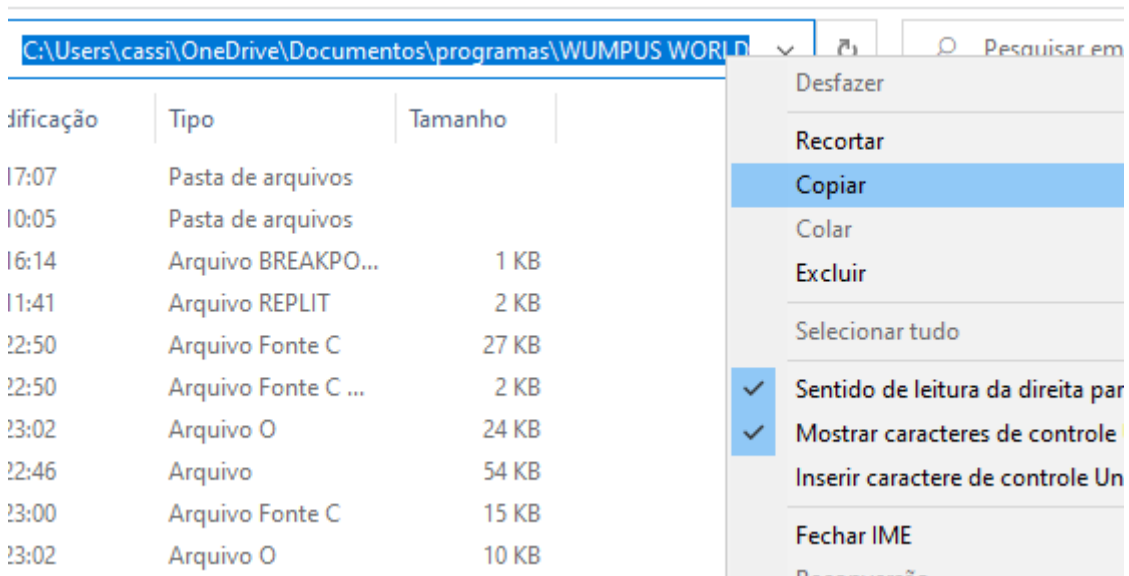 C:\Users\cassi\OneDrive\Documentos\programas\WUMPUS WORLD
Pesquisar em
dificação Tipo Tamanho
17:07 Pasta de arquivos
10:05 Pasta de arquivos
16:14 Arquivo BREAKPO... 1 KB
11:41 Arquivo REPLIT 2 KB
22:50 Arquivo Fonte C 27 KB
22:50 Arquivo Fonte C ... 2 KB
23:02 Arquivo O 24 KB
22:46 Arquivo 54 KB
23:00 Arquivo Fonte C 15 KB
23:02 Arquivo O 10 KB
Desfazer
Recortar
Copiar
Colar
Excluir
Selecionar tudo
Sentido de leitura da direita par
Mostrar caracteres de controle
Inserir caractere de controle Un
Fechar IME